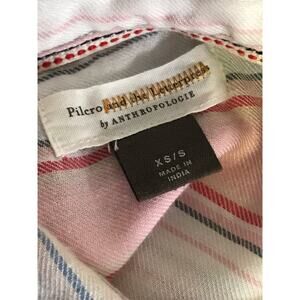 Pilcro and the Letterpress
by ANTHROPOLOGIE
XS/S
MADE IN
INDIA